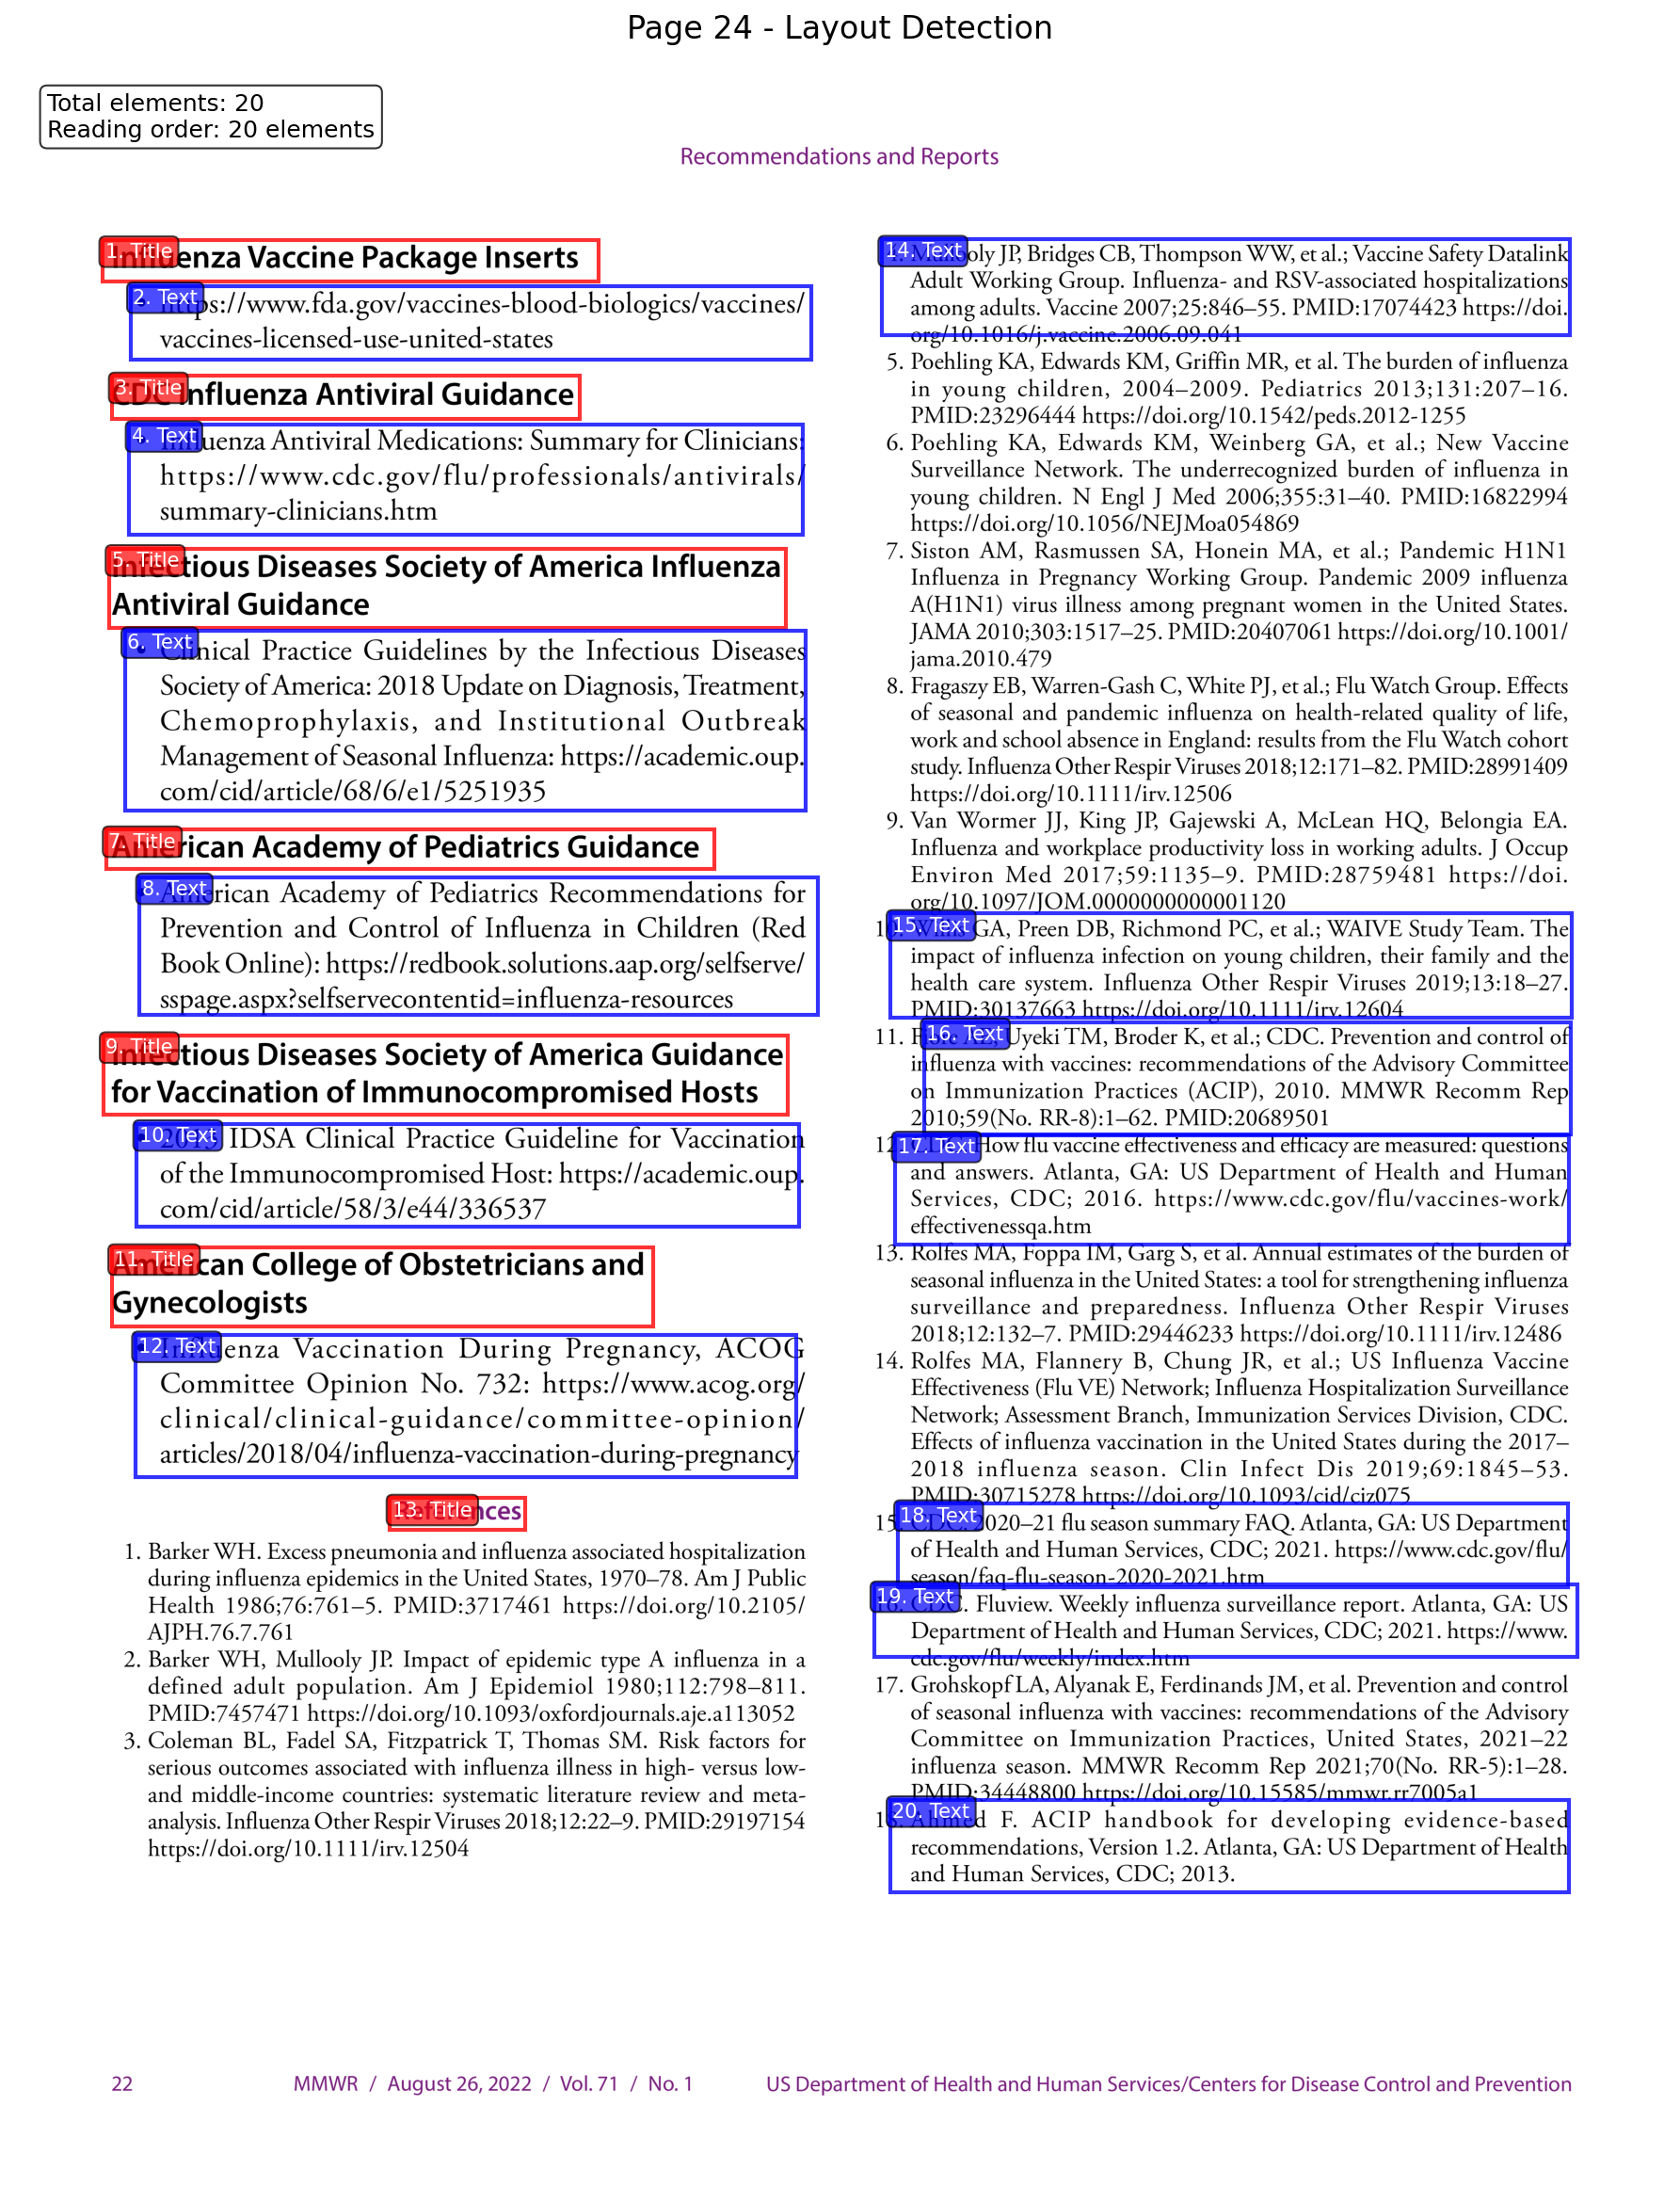 Page 24 - Layout Detection
Total elements: 20
Reading order: 20 elements
Recommendations and Reports
1. Title
Influenza Vaccine Package Inserts
2. Text
https://www.fda.gov/vaccines-blood-biologics/vaccines/
vaccines-licensed-use-united-states
3. Title
CDC Influenza Antiviral Guidance
4. Text
Influenza Antiviral Medications: Summary for Clinicians:
https://www.cdc.gov/flu/professionals/antivirals/
summary-clinicians.htm
5. Title
Infectious Diseases Society of America Influenza
Antiviral Guidance
6. Text
Clinical Practice Guidelines by the Infectious Diseases
Society of America: 2018 Update on Diagnosis, Treatment,
Chemoprophylaxis, and Institutional Outbreak
Management of Seasonal Influenza: https://academic.oup.
com/cid/article/68/6/e1/5251935
7. Title
American Academy of Pediatrics Guidance
8. Text
American Academy of Pediatrics Recommendations for
Prevention and Control of Influenza in Children (Red
Book Online): https://redbook.solutions.aap.org/selfserve/
sspage.aspx?selfservecontentid=influenza-resources
9. Title
Infectious Diseases Society of America Guidance
for Vaccination of Immunocompromised Hosts
10. Text
2013 IDSA Clinical Practice Guideline for Vaccination
of the Immunocompromised Host: https://academic.oup.
com/cid/article/58/3/e44/336537
11. Title
American College of Obstetricians and
Gynecologists
12. Text
Influenza Vaccination During Pregnancy, ACOG
Committee Opinion No. 732: https://www.acog.org/
clinical/clinical-guidance/committee-opinion/
articles/2018/04/influenza-vaccination-during-pregnancy
13. Title
References
1. Barker WH. Excess pneumonia and influenza associated hospitalization
during influenza epidemics in the United States, 1970–78. Am J Public
Health 1986;76:761–5. PMID:3717461 https://doi.org/10.2105/
AJPH.76.7.761
2. Barker WH, Mullooly JP. Impact of epidemic type A influenza in a
defined adult population. Am J Epidemiol 1980;112:798–811.
PMID:7457471 https://doi.org/10.1093/oxfordjournals.aje.a113052
3. Coleman BL, Fadel SA, Fitzpatrick T, Thomas SM. Risk factors for
serious outcomes associated with influenza illness in high- versus low-
and middle-income countries: systematic literature review and meta-
analysis. Influenza Other Respir Viruses 2018;12:22–9. PMID:29197154
https://doi.org/10.1111/irv.12504
14. Text
4. Mullooly JP, Bridges CB, Thompson WW, et al.; Vaccine Safety Datalink
Adult Working Group. Influenza- and RSV-associated hospitalizations
among adults. Vaccine 2007;25:846–55. PMID:17074423 https://doi.
org/10.1016/j.vaccine.2006.09.041
5. Poehling KA, Edwards KM, Griffin MR, et al. The burden of influenza
in young children, 2004–2009. Pediatrics 2013;131:207–16.
PMID:23296444 https://doi.org/10.1542/peds.2012-1255
6. Poehling KA, Edwards KM, Weinberg GA, et al.; New Vaccine
Surveillance Network. The underrecognized burden of influenza in
young children. N Engl J Med 2006;355:31–40. PMID:16822994
https://doi.org/10.1056/NEJMoa054869
7. Siston AM, Rasmussen SA, Honein MA, et al.; Pandemic H1N1
Influenza in Pregnancy Working Group. Pandemic 2009 influenza
A(H1N1) virus illness among pregnant women in the United States.
JAMA 2010;303:1517–25. PMID:20407061 https://doi.org/10.1001/
jama.2010.479
8. Fragaszy EB, Warren-Gash C, White PJ, et al.; Flu Watch Group. Effects
of seasonal and pandemic influenza on health-related quality of life,
work and school absence in England: results from the Flu Watch cohort
study. Influenza Other Respir Viruses 2018;12:171–82. PMID:28991409
https://doi.org/10.1111/irv.12506
9. Van Wormer JJ, King JP, Gajewski A, McLean HQ, Belongia EA.
Influenza and workplace productivity loss in working adults. J Occup
Environ Med 2017;59:1135–9. PMID:28759481 https://doi.
org/10.1097/JOM.0000000000001120
15. Text
10. Willis GA, Preen DB, Richmond PC, et al.; WAIVE Study Team. The
impact of influenza infection on young children, their family and the
health care system. Influenza Other Respir Viruses 2019;13:18–27.
PMID:30137663 https://doi.org/10.1111/irv.12604
16. Text
11. Fiore AE, Uyeki TM, Broder K, et al.; CDC. Prevention and control of
influenza with vaccines: recommendations of the Advisory Committee
on Immunization Practices (ACIP), 2010. MMWR Recomm Rep
2010;59(No. RR-8):1–62. PMID:20689501
17. Text
12. CDC. How flu vaccine effectiveness and efficacy are measured: questions
and answers. Atlanta, GA: US Department of Health and Human
Services, CDC; 2016. https://www.cdc.gov/flu/vaccines-work/
effectivenessqa.htm
13. Rolfes MA, Foppa IM, Garg S, et al. Annual estimates of the burden of
seasonal influenza in the United States: a tool for strengthening influenza
surveillance and preparedness. Influenza Other Respir Viruses
2018;12:132–7. PMID:29446233 https://doi.org/10.1111/irv.12486
14. Rolfes MA, Flannery B, Chung JR, et al.; US Influenza Vaccine
Effectiveness (Flu VE) Network; Influenza Hospitalization Surveillance
Network; Assessment Branch, Immunization Services Division, CDC.
Effects of influenza vaccination in the United States during the 2017–
2018 influenza season. Clin Infect Dis 2019;69:1845–53.
PMID:30715278 https://doi.org/10.1093/cid/ciz075
18. Text
15. CDC. 2020–21 flu season summary FAQ. Atlanta, GA: US Department
of Health and Human Services, CDC; 2021. https://www.cdc.gov/flu/
season/faq-flu-season-2020-2021.htm
19. Text
16. CDC. Fluview. Weekly influenza surveillance report. Atlanta, GA: US
Department of Health and Human Services, CDC; 2021. https://www.
cdc.gov/flu/weekly/index.htm
17. Grohskopf LA, Alyanak E, Ferdinands JM, et al. Prevention and control
of seasonal influenza with vaccines: recommendations of the Advisory
Committee on Immunization Practices, United States, 2021–22
influenza season. MMWR Recomm Rep 2021;70(No. RR-5):1–28.
PMID:34448800 https://doi.org/10.15585/mmwr.rr7005a1
20. Text
18. Ahmed F. ACIP handbook for developing evidence-based
recommendations, Version 1.2. Atlanta, GA: US Department of Health
and Human Services, CDC; 2013.
22 MMWR / August 26, 2022 / Vol. 71 / No. 1 US Department of Health and Human Services/Centers for Disease Control and Prevention